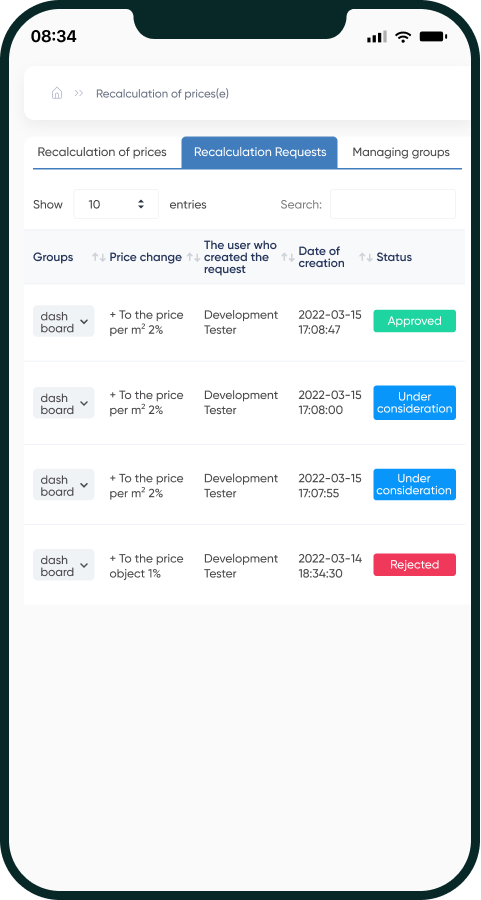 08:34
Recalculation of prices(e)
Recalculation of prices Recalculation Requests Managing groups
Show 10 entries Search:
Groups Price change The user who created the request Date of creation Status
dash board + To the price per m² 2% Development Tester 2022-03-15 17:08:47 Approved
dash board + To the price per m² 2% Development Tester 2022-03-15 17:08:00 Under consideration
dash board + To the price per m² 2% Development Tester 2022-03-15 17:07:55 Under consideration
dash board + To the price object 1% Development Tester 2022-03-14 18:34:30 Rejected